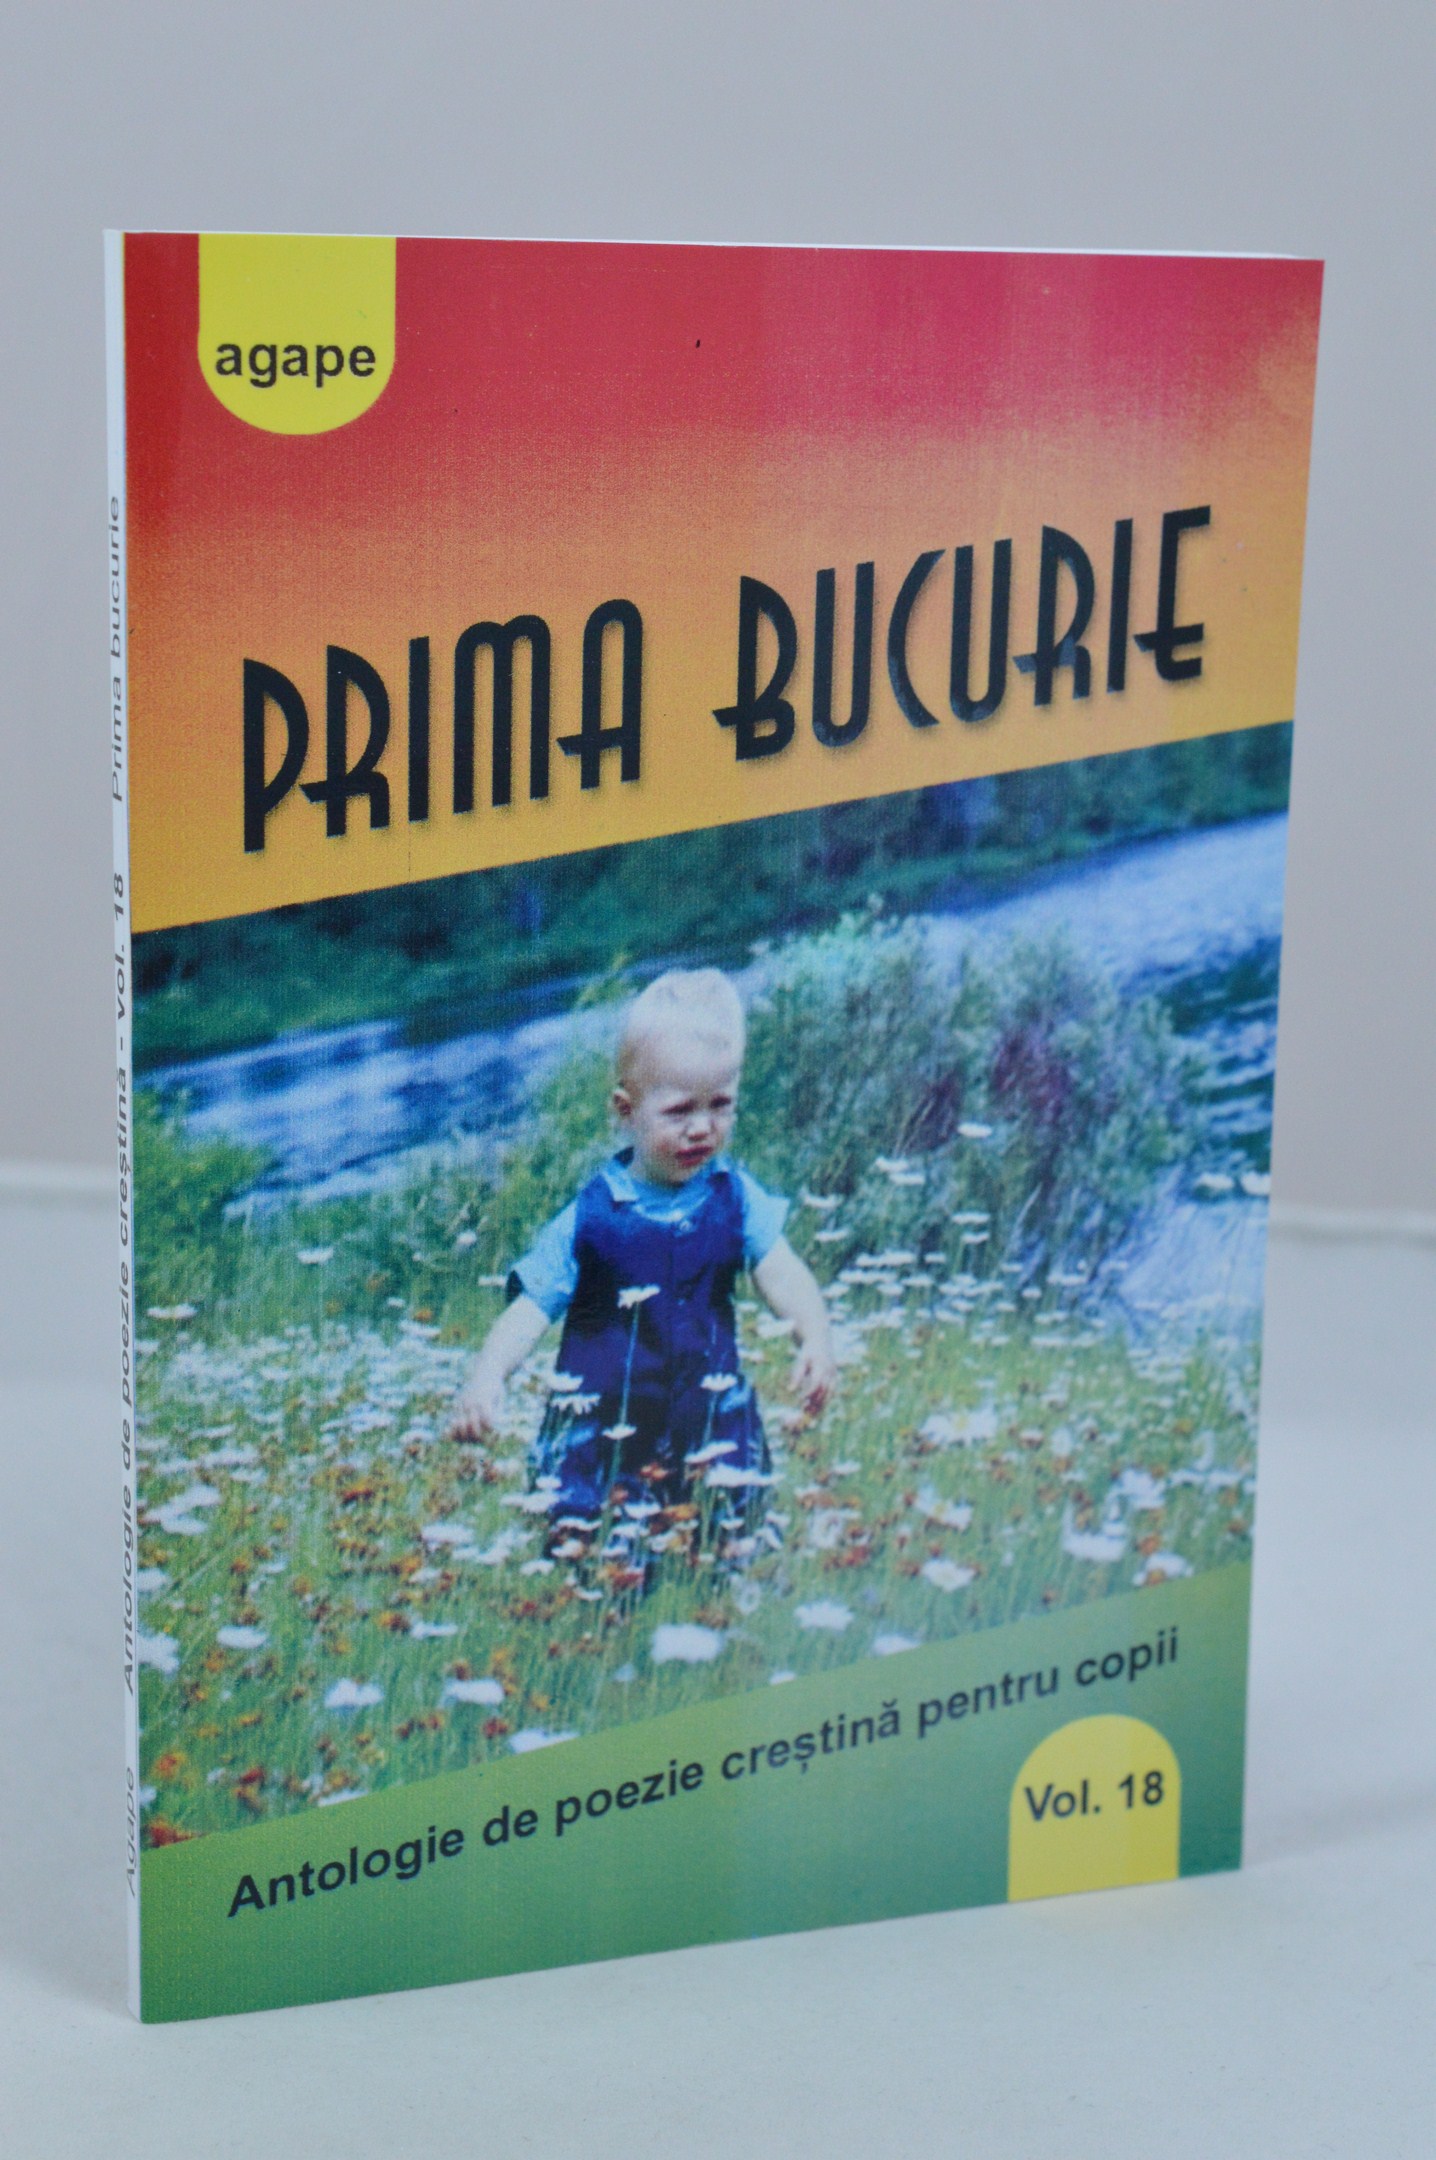 agape
PRIMA BUCURIE
Antologie de poezie creștină pentru copii
Vol. 18
Agape Antologie de poezie creștină - vol. 18 Prima bucurie